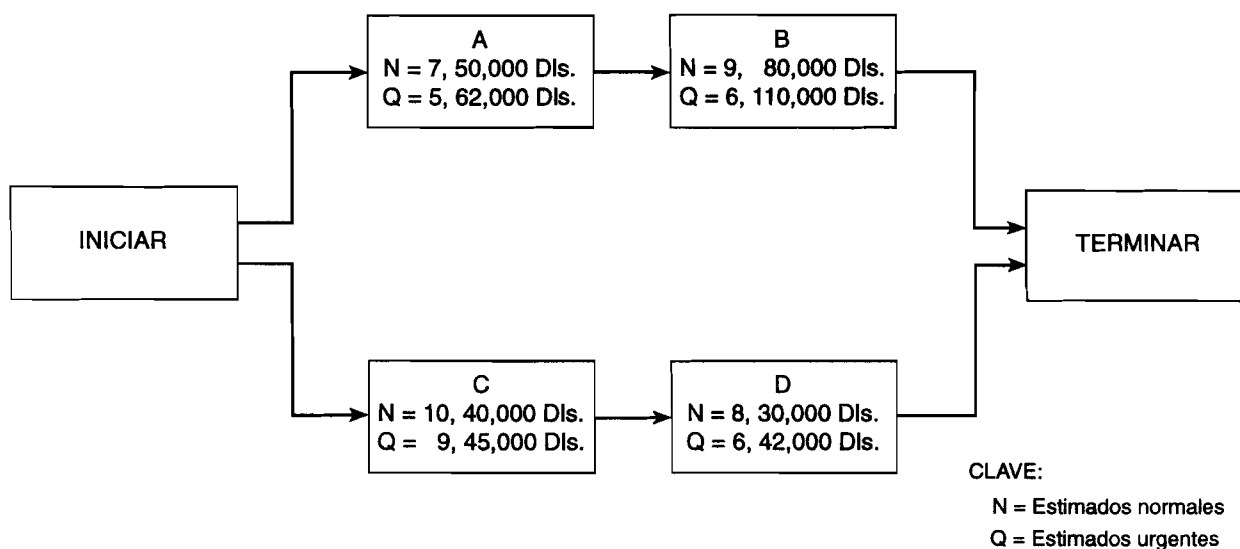 A
N = 7, 50,000 Dls.
Q = 5, 62,000 Dls.
B
N = 9, 80,000 Dls.
Q = 6, 110,000 Dls.
INICIAR
TERMINAR
C
N = 10, 40,000 Dls.
Q = 9, 45,000 Dls.
D
N = 8, 30,000 Dls.
Q = 6, 42,000 Dls.
CLAVE:
N = Estimados normales
Q = Estimados urgentes